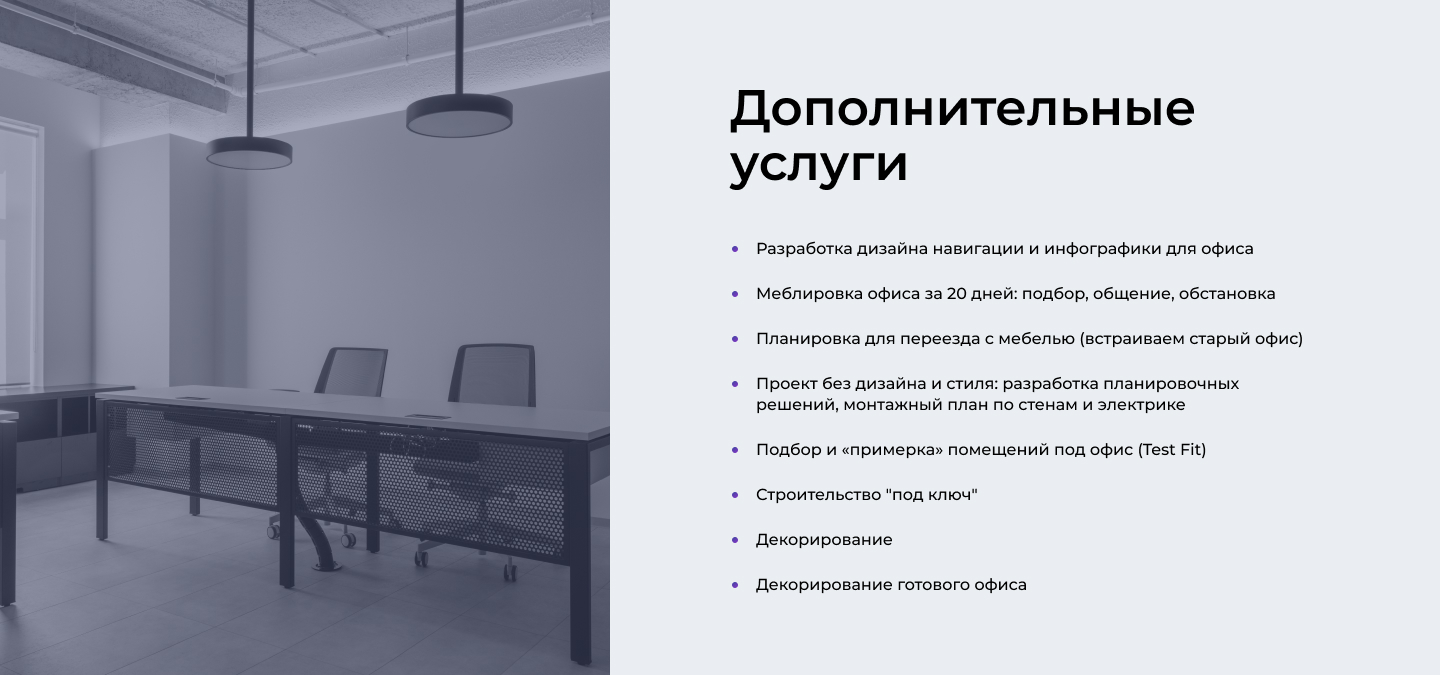 Дополнительные
услуги
Разработка дизайна навигации и инфографики для офиса
Меблировка офиса за 20 дней: подбор, общение, обстановка
Планировка для переезда с мебелью (встраиваем старый офис)
Проект без дизайна и стиля: разработка планировочных
решений, монтажный план по стенам и электрике
Подбор и «примерка» помещений под офис (Test Fit)
Строительство "под ключ"
Декорирование
Декорирование готового офиса